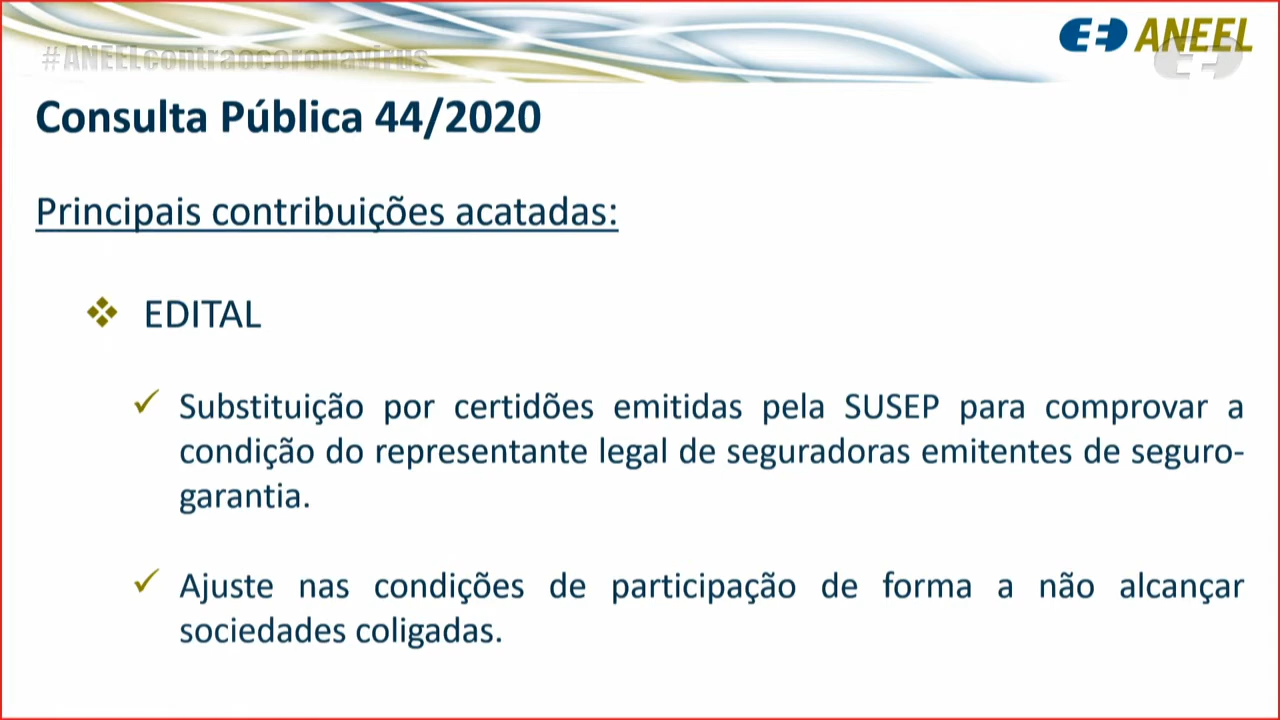 ANEEL
#ANEELcontraocoronavirus
Consulta Pública 44/2020
Principais contribuições acatadas:
EDITAL
Substituição por certidões emitidas pela SUSEP para comprovar a
condição do representante legal de seguradoras emitentes de seguro-
garantia.
Ajuste nas condições de participação de forma a não alcançar
sociedades coligadas.